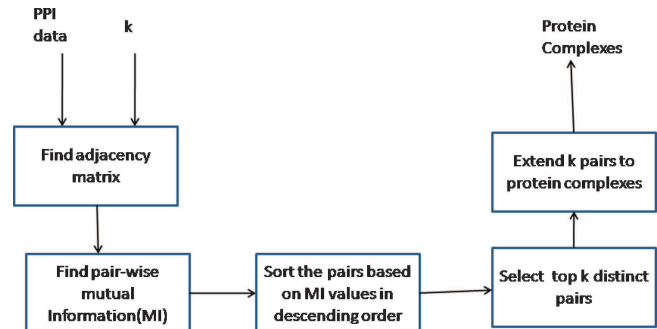 PPI
data
k
Find adjacency
matrix
Find pair-wise
mutual
Information(MI)
Sort the pairs based
on MI values in
descending order
Select top k distinct
pairs
Extend k pairs to
protein complexes
Protein
Complexes